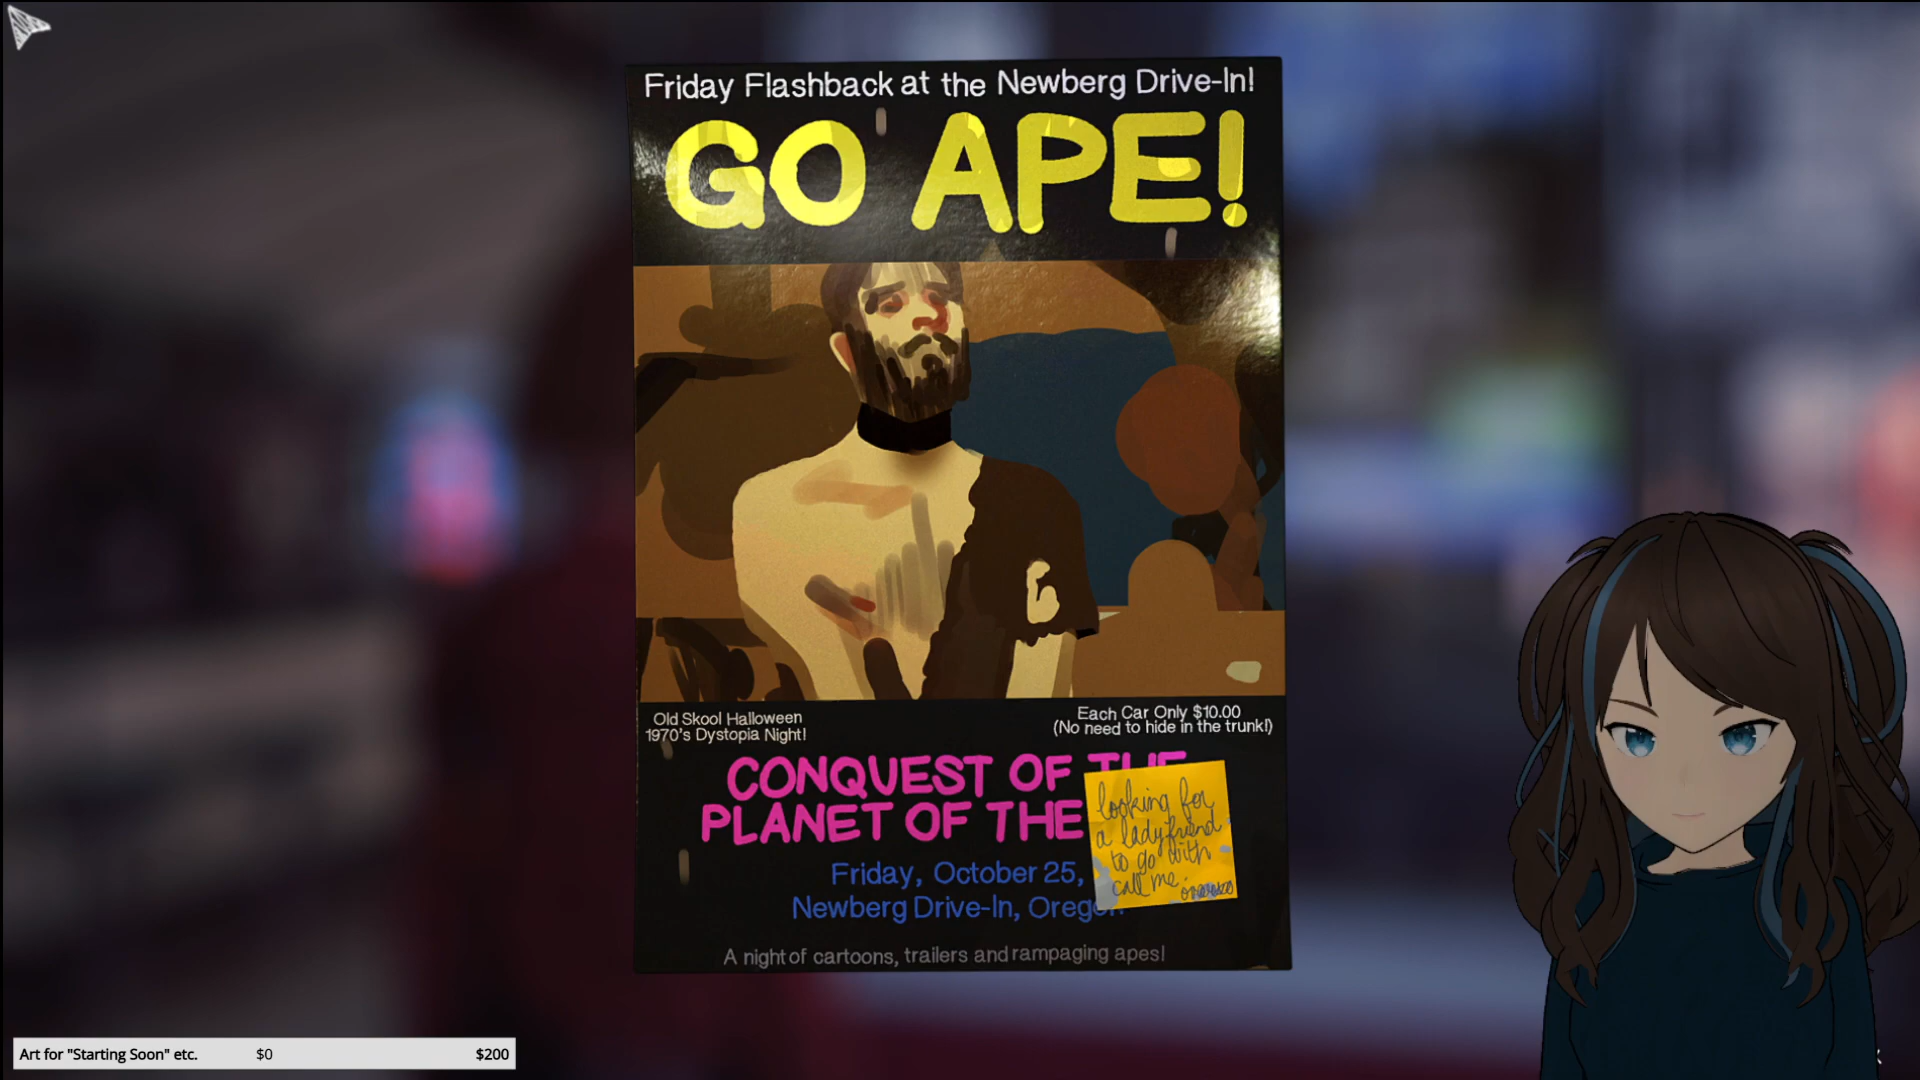 Friday Flashback at the Newberg Drive-In!
GO APE!
Old Skool Halloween
1970's Dystopia Night!
Each Car Only $10.00
(No need to hide in the trunk!)
CONQUEST OF THE
PLANET OF THE
looking for
a ladyfriend
to go with
call me.
Friday, October 25,
Newberg Drive-In, Oregon
A night of cartoons, trailers and rampaging apes!
Art for "Starting Soon" etc. $0 $200